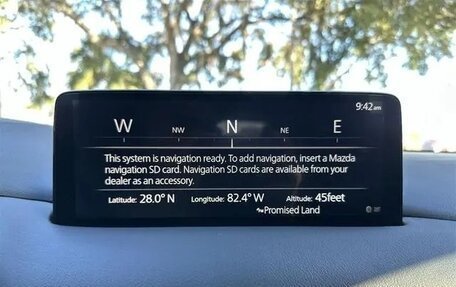 9:42am
W NW N NE E
This system is navigation ready. To add navigation, insert a Mazda
navigation SD card. Navigation SD cards are available from your
dealer as an accessory.
Latitude: 28.0° N Longitude: 82.4° W Altitude: 45feet
Promised Land